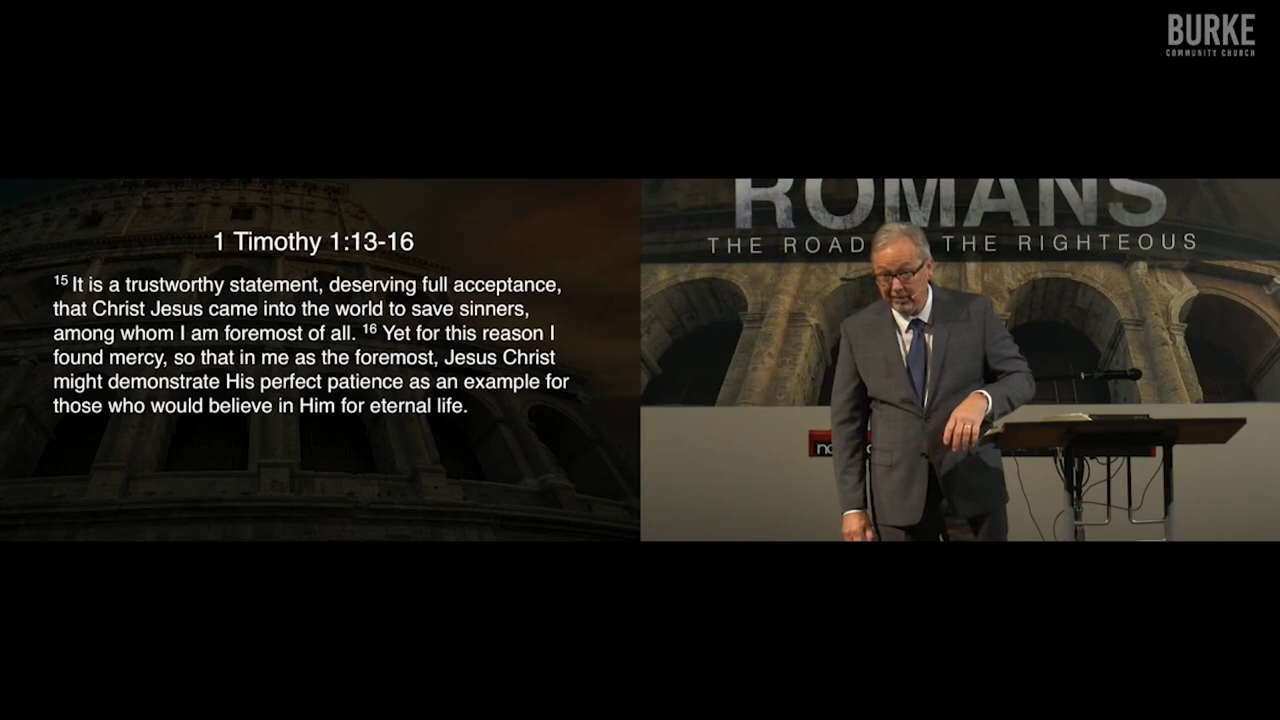 BURKE
COMMUNITY CHURCH
1 Timothy 1:13-16
15 It is a trustworthy statement, deserving full acceptance,
that Christ Jesus came into the world to save sinners,
among whom I am foremost of all. 16 Yet for this reason I
found mercy, so that in me as the foremost, Jesus Christ
might demonstrate His perfect patience as an example for
those who would believe in Him for eternal life.
ROMANS
THE ROAD THE RIGHTEOUS